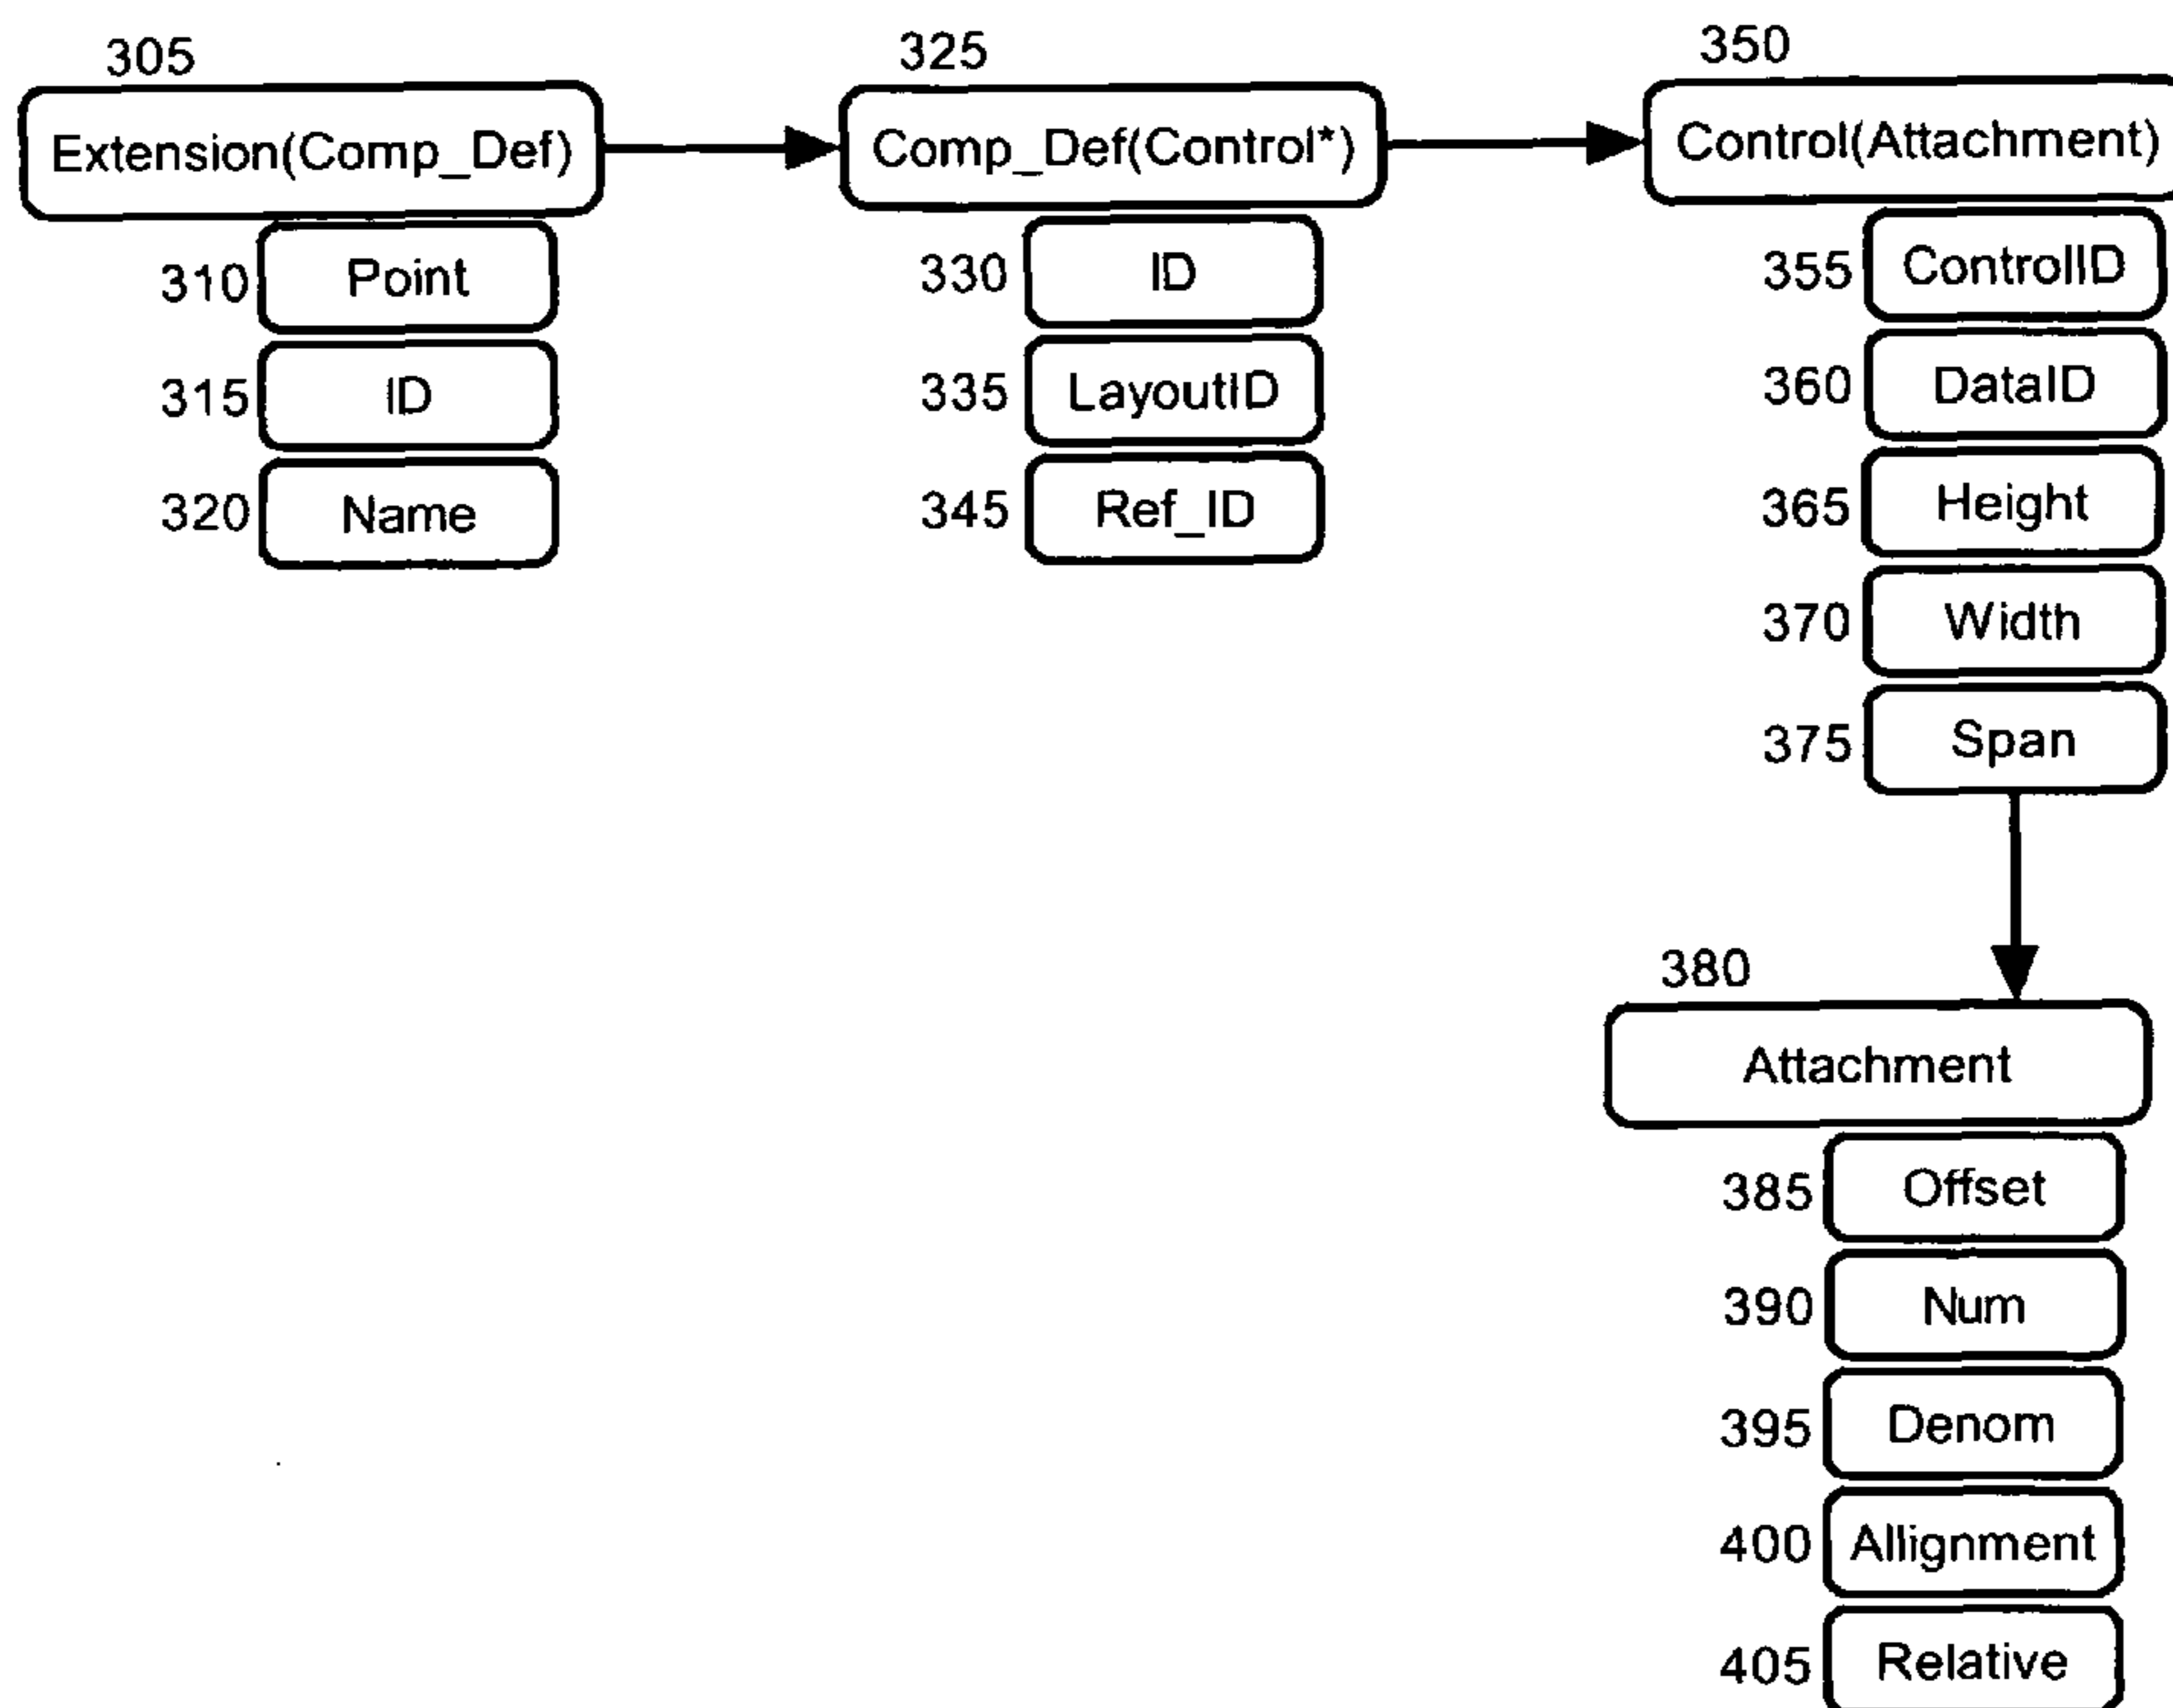 305
Extension(Comp_Def)
310 Point
315 ID
320 Name
325
Comp_Def(Control*)
330 ID
335 LayoutID
345 Ref_ID
350
Control(Attachment)
355 ControlID
360 DataID
365 Height
370 Width
375 Span
380
Attachment
385 Offset
390 Num
395 Denom
400 Allignment
405 Relative